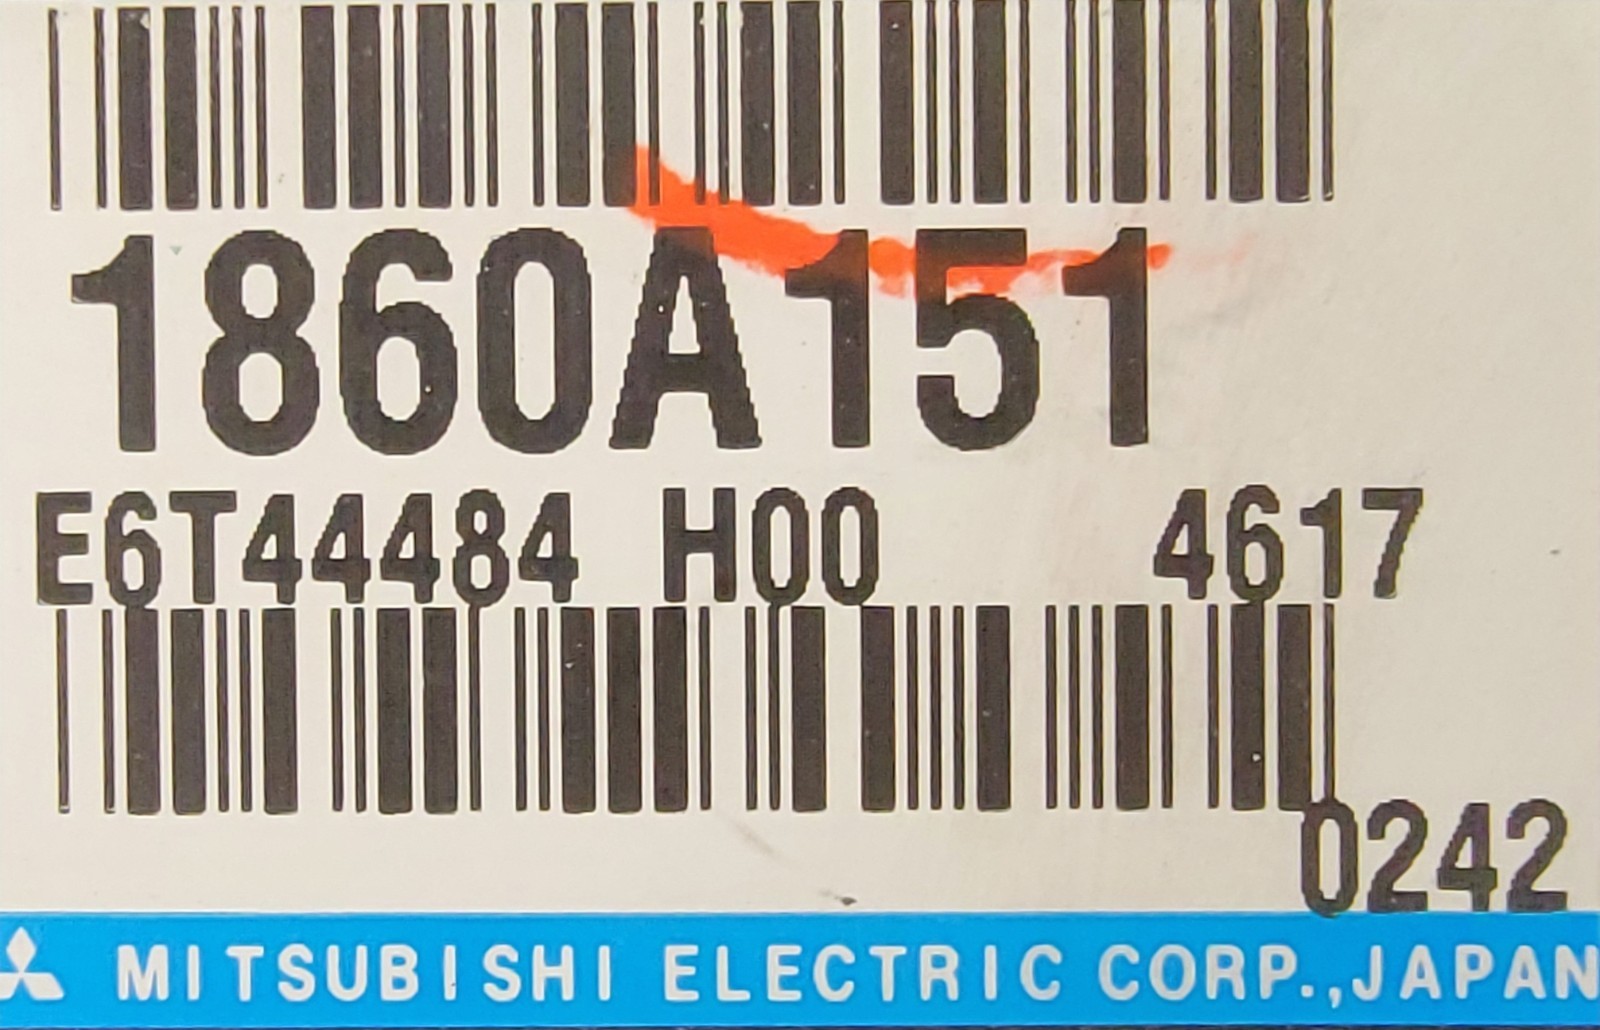 1860A151
E6T44484 H00 4617
0242
MITSUBISHI ELECTRIC CORP.,JAPAN